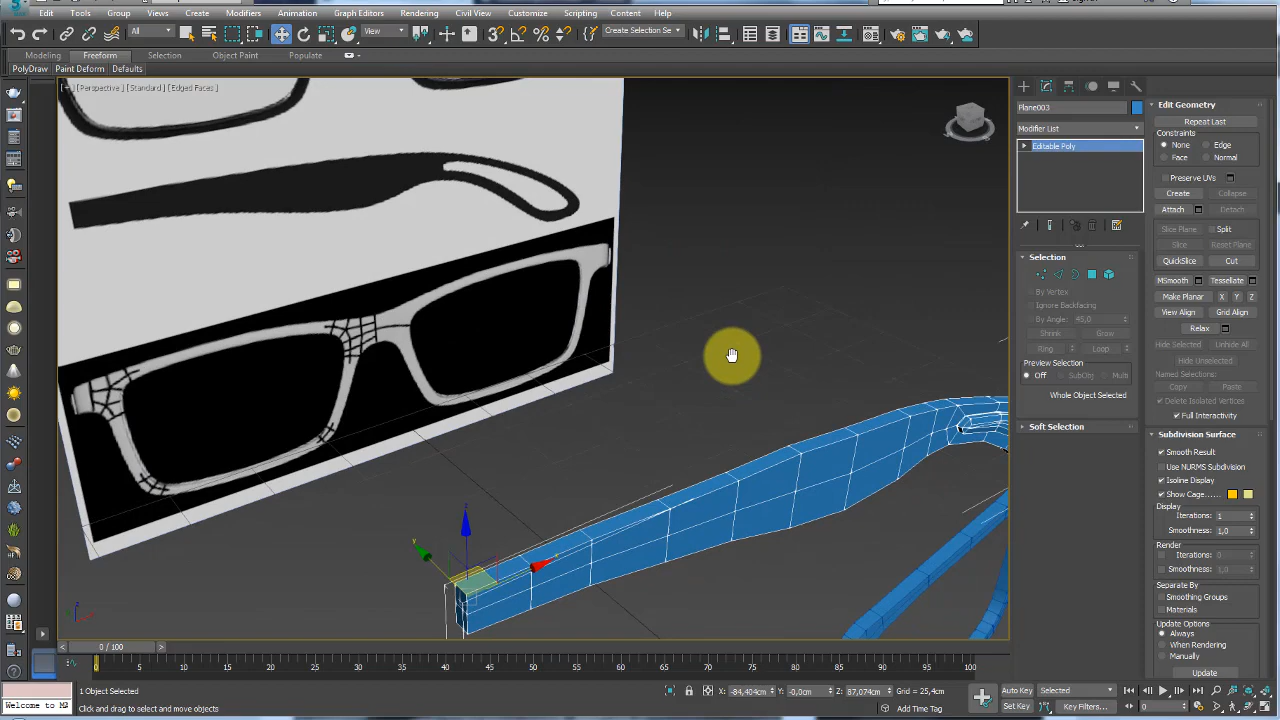 Edit Tools Group Views Create Modifiers Animation Graph Editors Rendering Civil View Customize Scripting Content Help
All View Create Selection Se
Modeling Freeform Selection Object Paint Populate
PolyDraw Paint Deform Defaults
[+] [Perspective] [Standard] [Edged Faces]
Plane003
Modifier List
Editable Poly
Selection
By Vertex
Ignore Backfacing
By Angle: 45,0
Shrink Grow
Ring Loop
Preview Selection
Off SubObj Multi
Whole Object Selected
Soft Selection
Edit Geometry
Repeat Last
Constraints
None Edge
Face Normal
Preserve UVs
Create Collapse
Attach Detach
Slice Plane Split
Slice Reset Plane
QuickSlice Cut
MSmooth Tessellate
Make Planar X Y Z
View Align Grid Align
Relax
Hide Selected Unhide All
Hide Unselected
Named Selections:
Copy Paste
Delete Isolated Vertices
Full Interactivity
Subdivision Surface
Smooth Result
Use NURMS Subdivision
Isoline Display
Show Cage......
Display
Iterations: 1
Smoothness: 1,0
Render
Iterations: 0
Smoothness: 1,0
Separate By
Smoothing Groups
Materials
Update Options
Always
When Rendering
Manually
Update
x
z
y
z
x
< 0 / 100 >
0 5 10 15 20 25 30 35 40 45 50 55 60 65 70 75 80 85 90 95 100
1 Object Selected
X: -84,404cm Y: -0,0cm Z: 87,074cm Grid = 25,4cm
Auto Key Selected
Welcome to M
Click and drag to select and move objects
Add Time Tag
Set Key Key Filters... 0